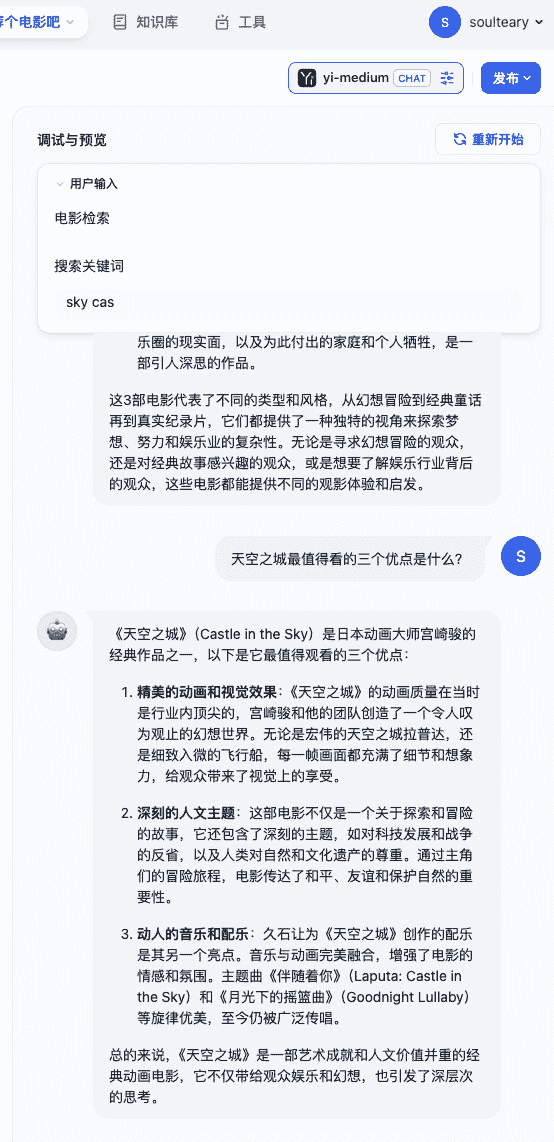 个电影吧
知识库
工具
S
soulteary
yi-medium CHAT
发布
调试与预览
重新开始
用户输入
电影检索
搜索关键词
sky cas
乐圈的现实面，以及为此付出的家庭和个人牺牲，是一
部引人深思的作品。
这3部电影代表了不同的类型和风格，从幻想冒险到经典童话
再到真实纪录片，它们都提供了一种独特的视角来探索梦
想、努力和娱乐业的复杂性。无论是寻求幻想冒险的观众，
还是对经典故事感兴趣的观众，或是想要了解娱乐行业背后
的观众，这些电影都能提供不同的观影体验和启发。
天空之城最值得看的三个优点是什么？
S
《天空之城》（Castle in the Sky）是日本动画大师宫崎骏的
经典作品之一，以下是它最值得观看的三个优点：
1. 精美的动画和视觉效果：《天空之城》的动画质量在当时
是行业内顶尖的，宫崎骏和他的团队创造了一个令人叹
为观止的幻想世界。无论是宏伟的天空之城拉普达，还
是细致入微的飞行船，每一帧画面都充满了细节和想象
力，给观众带来了视觉上的享受。
2. 深刻的人文主题：这部电影不仅是一个关于探索和冒险
的故事，它还包含了深刻的主题，如对科技发展和战争
的反省，以及人类对自然和文化遗产的尊重。通过主角
们的冒险旅程，电影传达了和平、友谊和保护自然的重
要性。
3. 动人的音乐和配乐：久石让为《天空之城》创作的配乐
是其另一个亮点。音乐与动画完美融合，增强了电影的
情感和氛围。主题曲《伴随着你》（Laputa: Castle in
the Sky）和《月光下的摇篮曲》（Goodnight Lullaby）
等旋律优美，至今仍被广泛传唱。
总的来说，《天空之城》是一部艺术成就和人文价值并重的经
典动画电影，它不仅带给观众娱乐和幻想，也引发了深层次
的思考。